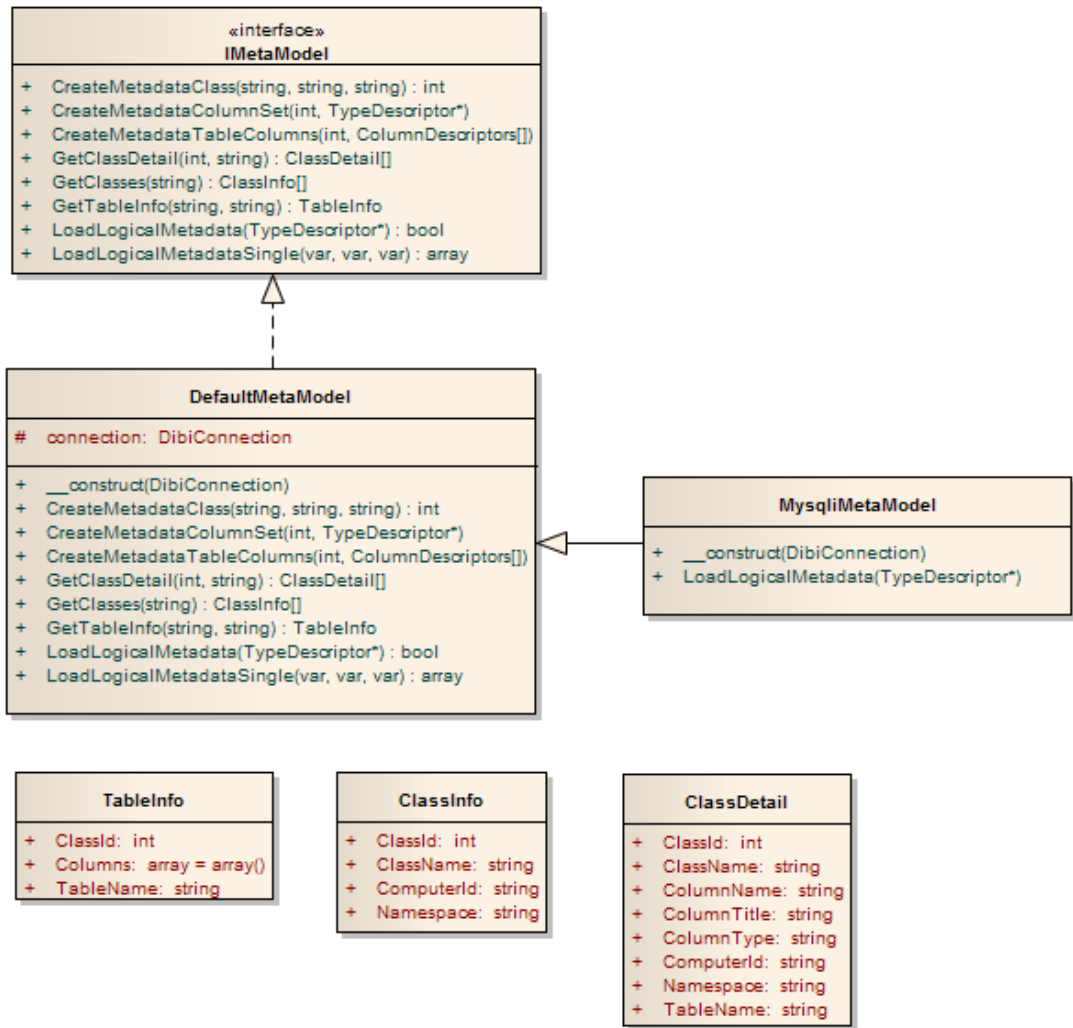 «interface»
IMetaModel
+ CreateMetadataClass(string, string, string) : int
+ CreateMetadataColumnSet(int, TypeDescriptor*)
+ CreateMetadataTableColumns(int, ColumnDescriptors[])
+ GetClassDetail(int, string) : ClassDetail[]
+ GetClasses(string) : ClassInfo[]
+ GetTableInfo(string, string) : TableInfo
+ LoadLogicalMetadata(TypeDescriptor*) : bool
+ LoadLogicalMetadataSingle(var, var, var) : array
DefaultMetaModel
# connection: DibiConnection
+ __construct(DibiConnection)
+ CreateMetadataClass(string, string, string) : int
+ CreateMetadataColumnSet(int, TypeDescriptor*)
+ CreateMetadataTableColumns(int, ColumnDescriptors[])
+ GetClassDetail(int, string) : ClassDetail[]
+ GetClasses(string) : ClassInfo[]
+ GetTableInfo(string, string) : TableInfo
+ LoadLogicalMetadata(TypeDescriptor*) : bool
+ LoadLogicalMetadataSingle(var, var, var) : array
MysqliMetaModel
+ __construct(DibiConnection)
+ LoadLogicalMetadata(TypeDescriptor*)
TableInfo
+ ClassId: int
+ Columns: array = array()
+ TableName: string
ClassInfo
+ ClassId: int
+ ClassName: string
+ ComputerId: string
+ Namespace: string
ClassDetail
+ ClassId: int
+ ClassName: string
+ ColumnName: string
+ ColumnTitle: string
+ ColumnType: string
+ ComputerId: string
+ Namespace: string
+ TableName: string